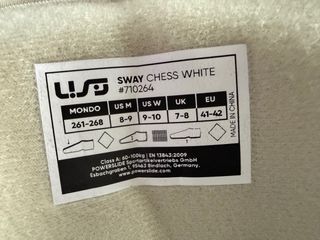 USD
SWAY CHESS WHITE
#710264
MONDO US M US W UK EU
261-268 8-9 9-10 7-8 41-42
MADE IN CHINA
Class A: 60-100kg | EN 13843:2009
POWERSLIDE Sportartikelvertriebs GmbH
Esbachgraben 1, 95463 Bindlach, Germany.
www.powerslide.com